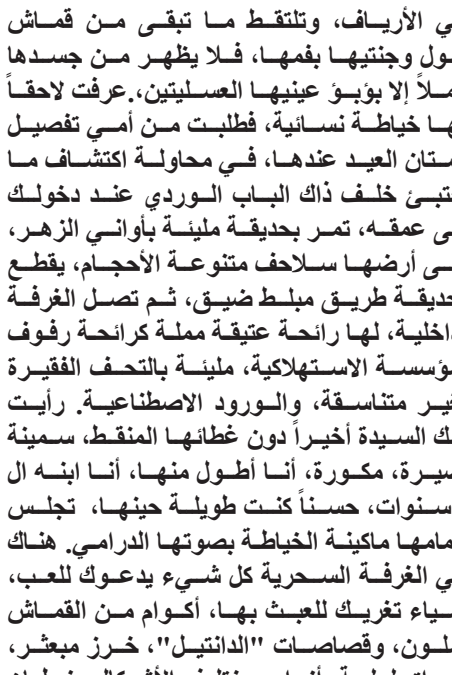 ي الأرياف، وتلتقط ما تبقى من قماش
ول وجنتيها بفمها، فلا يظهر من جسدها
ملاً إلا بؤبؤ عينيها العسليتين،.عرفت لاحقاً
ها خياطة نسائية، فطلبت من أمي تفصيل
ستان العيد عندها، في محاولة اكتشاف ما
ختبئ خلف ذاك الباب الوردي عند دخولك
ى عمقه، تمر بحديقة مليئة بأواني الزهر،
ى أرضها سلاحف متنوعة الأحجام، يقطع
حديقة طريق مبلط ضيق، ثم تصل الغرفة
داخلية، لها رائحة عتيقة مملة كرائحة رفوف
مؤسسة الاستهلاكية، مليئة بالتحف الفقيرة
غير متناسقة، والورود الاصطناعية. رأيت
ك السيدة أخيراً دون غطائها المنقط، سمينة
صيرة، مكورة، أنا أطول منها، أنا ابنه ال
سنوات، حسناً كنت طويلة حينها، تجلس
مامها ماكينة الخياطة بصوتها الدرامي. هناك
ي الغرفة السحرية كل شيء يدعوك للعب،
شياء تغريك للعبث بها، أكوام من القماش
ملون، وقصاصات "الدانتيل"، خرز مبعثر،